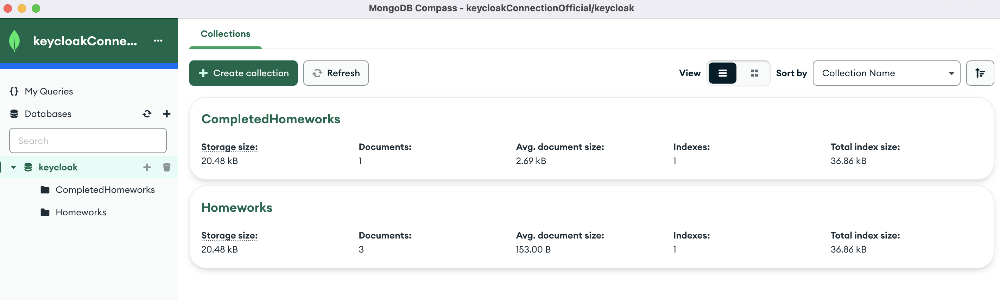 MongoDB Compass - keycloakConnectionOfficial/keycloak
keycloakConne...
My Queries
Databases
Search
keycloak
CompletedHomeworks
Homeworks
Collections
Create collection
Refresh
View
Sort by
Collection Name
CompletedHomeworks
Storage size: Documents: Avg. document size: Indexes: Total index size:
20.48 kB 1 2.69 kB 1 36.86 kB
Homeworks
Storage size: Documents: Avg. document size: Indexes: Total index size:
20.48 kB 3 153.00 B 1 36.86 kB